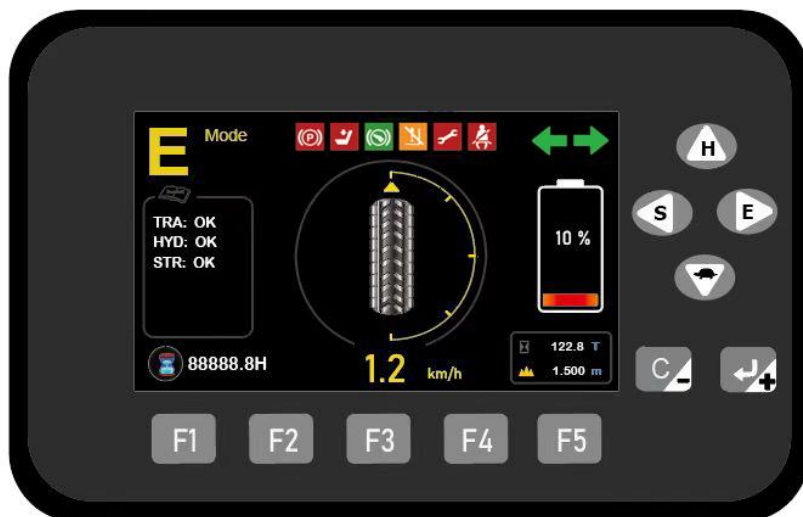 E Mode
(P)
TRA: OK
HYD: OK
STR: OK
10 %
88888.8H
1.2 km/h
122.8 T
1.500 m
H
S
E
C -
+
F1
F2
F3
F4
F5